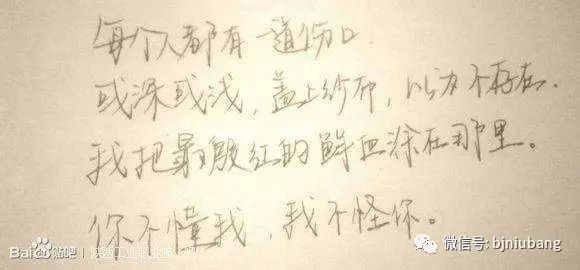 每个人都有一道伤口
或深或浅，盖上纱布，以为不存在.
我把最殷红的鲜血涂在那里。
你不懂我，我不怪你。
Baidu贴吧
微信号: bjniubang